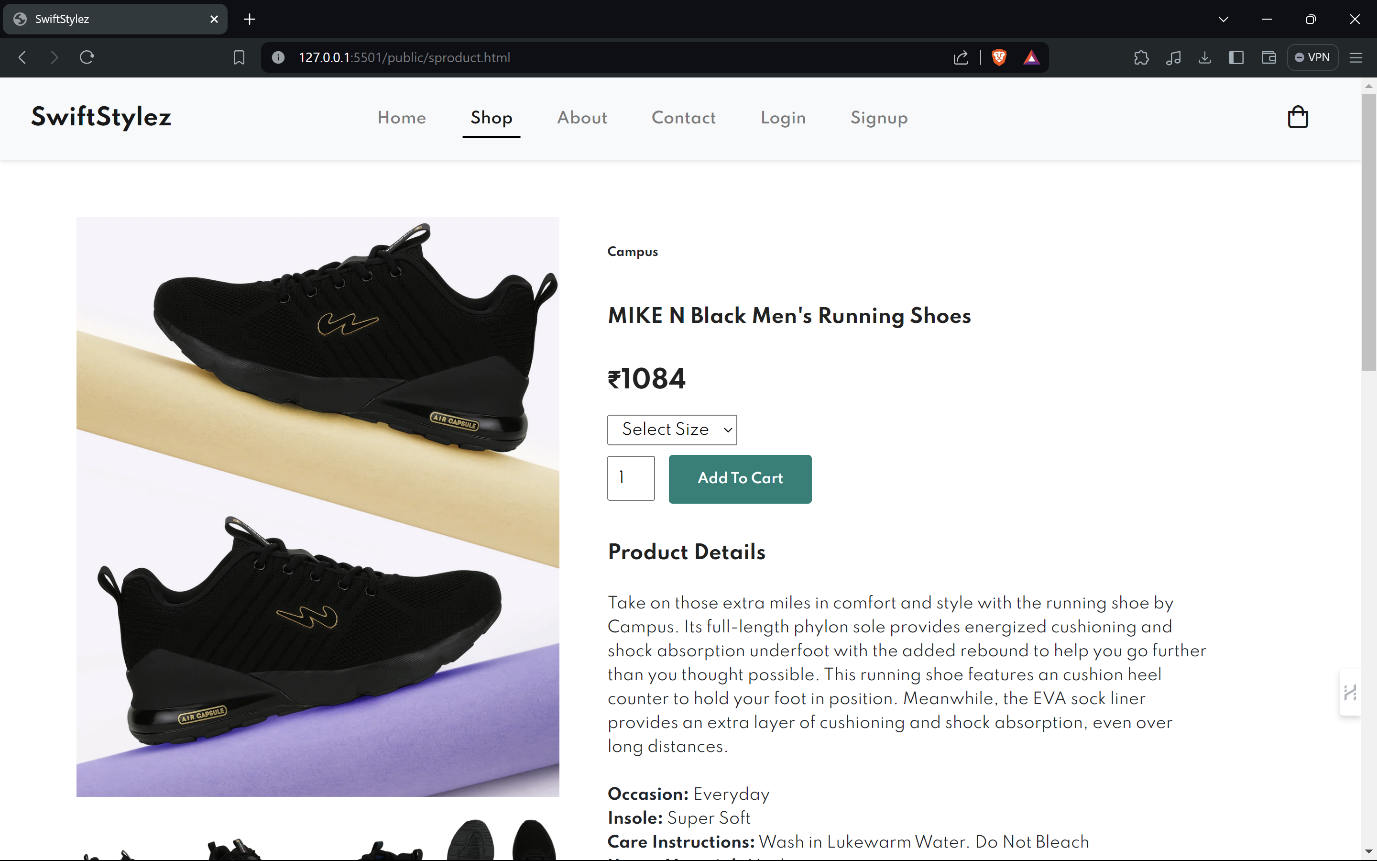 SwiftStylez
127.0.0.1:5501/public/sproduct.html
VPN
SwiftStylez
Home
Shop
About
Contact
Login
Signup
AIR CAPSULE
AIR CAPSULE
Campus
MIKE N Black Men's Running Shoes
₹1084
Select Size
1
Add To Cart
Product Details
Take on those extra miles in comfort and style with the running shoe by
Campus. Its full-length phylon sole provides energized cushioning and
shock absorption underfoot with the added rebound to help you go further
than you thought possible. This running shoe features an cushion heel
counter to hold your foot in position. Meanwhile, the EVA sock liner
provides an extra layer of cushioning and shock absorption, even over
long distances.
Occasion: Everyday
Insole: Super Soft
Care Instructions: Wash in Lukewarm Water. Do Not Bleach